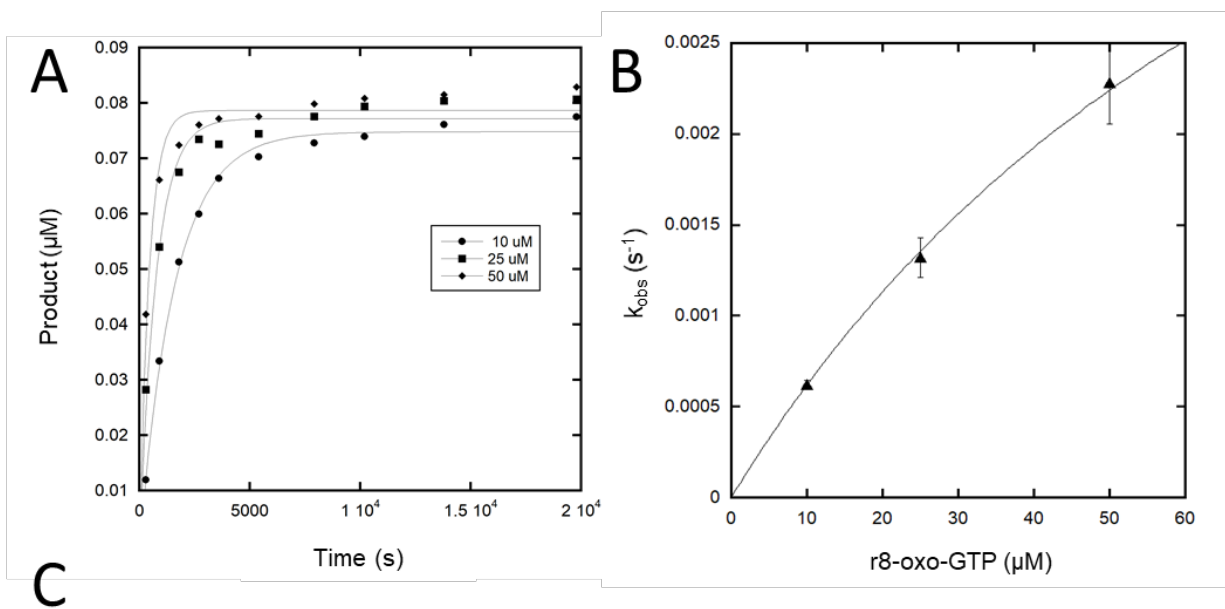 A
0.09
0.08
0.07
0.06
0.05
0.04
0.03
0.02
0.01
Product (µM)
10 uM
25 uM
50 uM
0
5000
1 10⁴
1.5 10⁴
2 10⁴
Time (s)
B
0.0025
0.002
0.0015
0.001
0.0005
0
kobs (s⁻¹)
0
10
20
30
40
50
60
r8-oxo-GTP (µM)
C